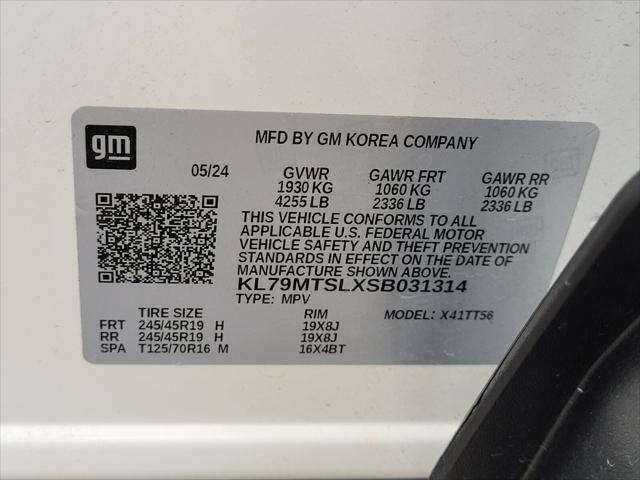 gm
MFD BY GM KOREA COMPANY
05/24 GVWR GAWR FRT GAWR RR
1930 KG 1060 KG 1060 KG
4255 LB 2336 LB 2336 LB
THIS VEHICLE CONFORMS TO ALL
APPLICABLE U.S. FEDERAL MOTOR
VEHICLE SAFETY AND THEFT PREVENTION
STANDARDS IN EFFECT ON THE DATE OF
MANUFACTURE SHOWN ABOVE.
KL79MTSLXSB031314
TYPE: MPV
TIRE SIZE RIM MODEL: X41TT56
FRT 245/45R19 H 19X8J
RR 245/45R19 H 19X8J
SPA T125/70R16 M 16X4BT